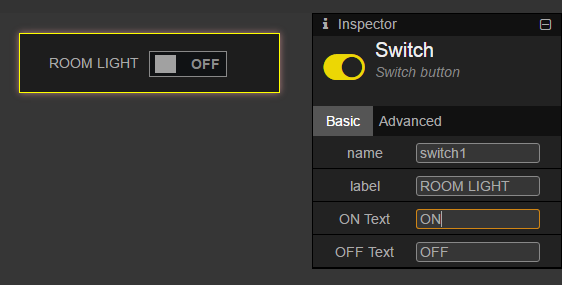 ROOM LIGHT OFF
Inspector
Switch
Switch button
Basic Advanced
name switch1
label ROOM LIGHT
ON Text ON
OFF Text OFF